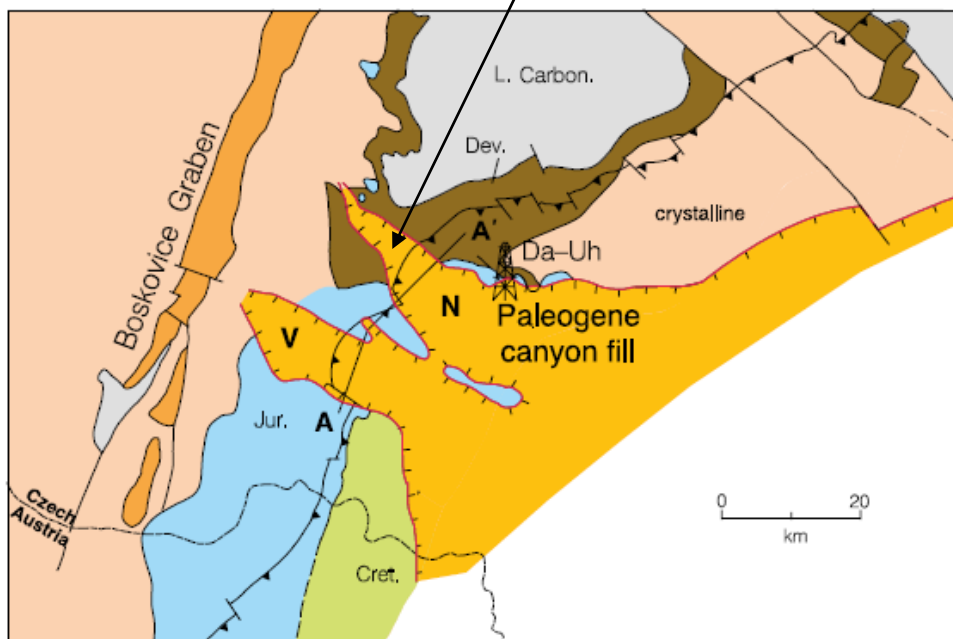 L. Carbon.
Dev.
Boskovice Graben
crystalline
A'
Da–Uh
N
Paleogene
canyon fill
V
Jur.
A
Czech
Austria
0 20
km
Cret.